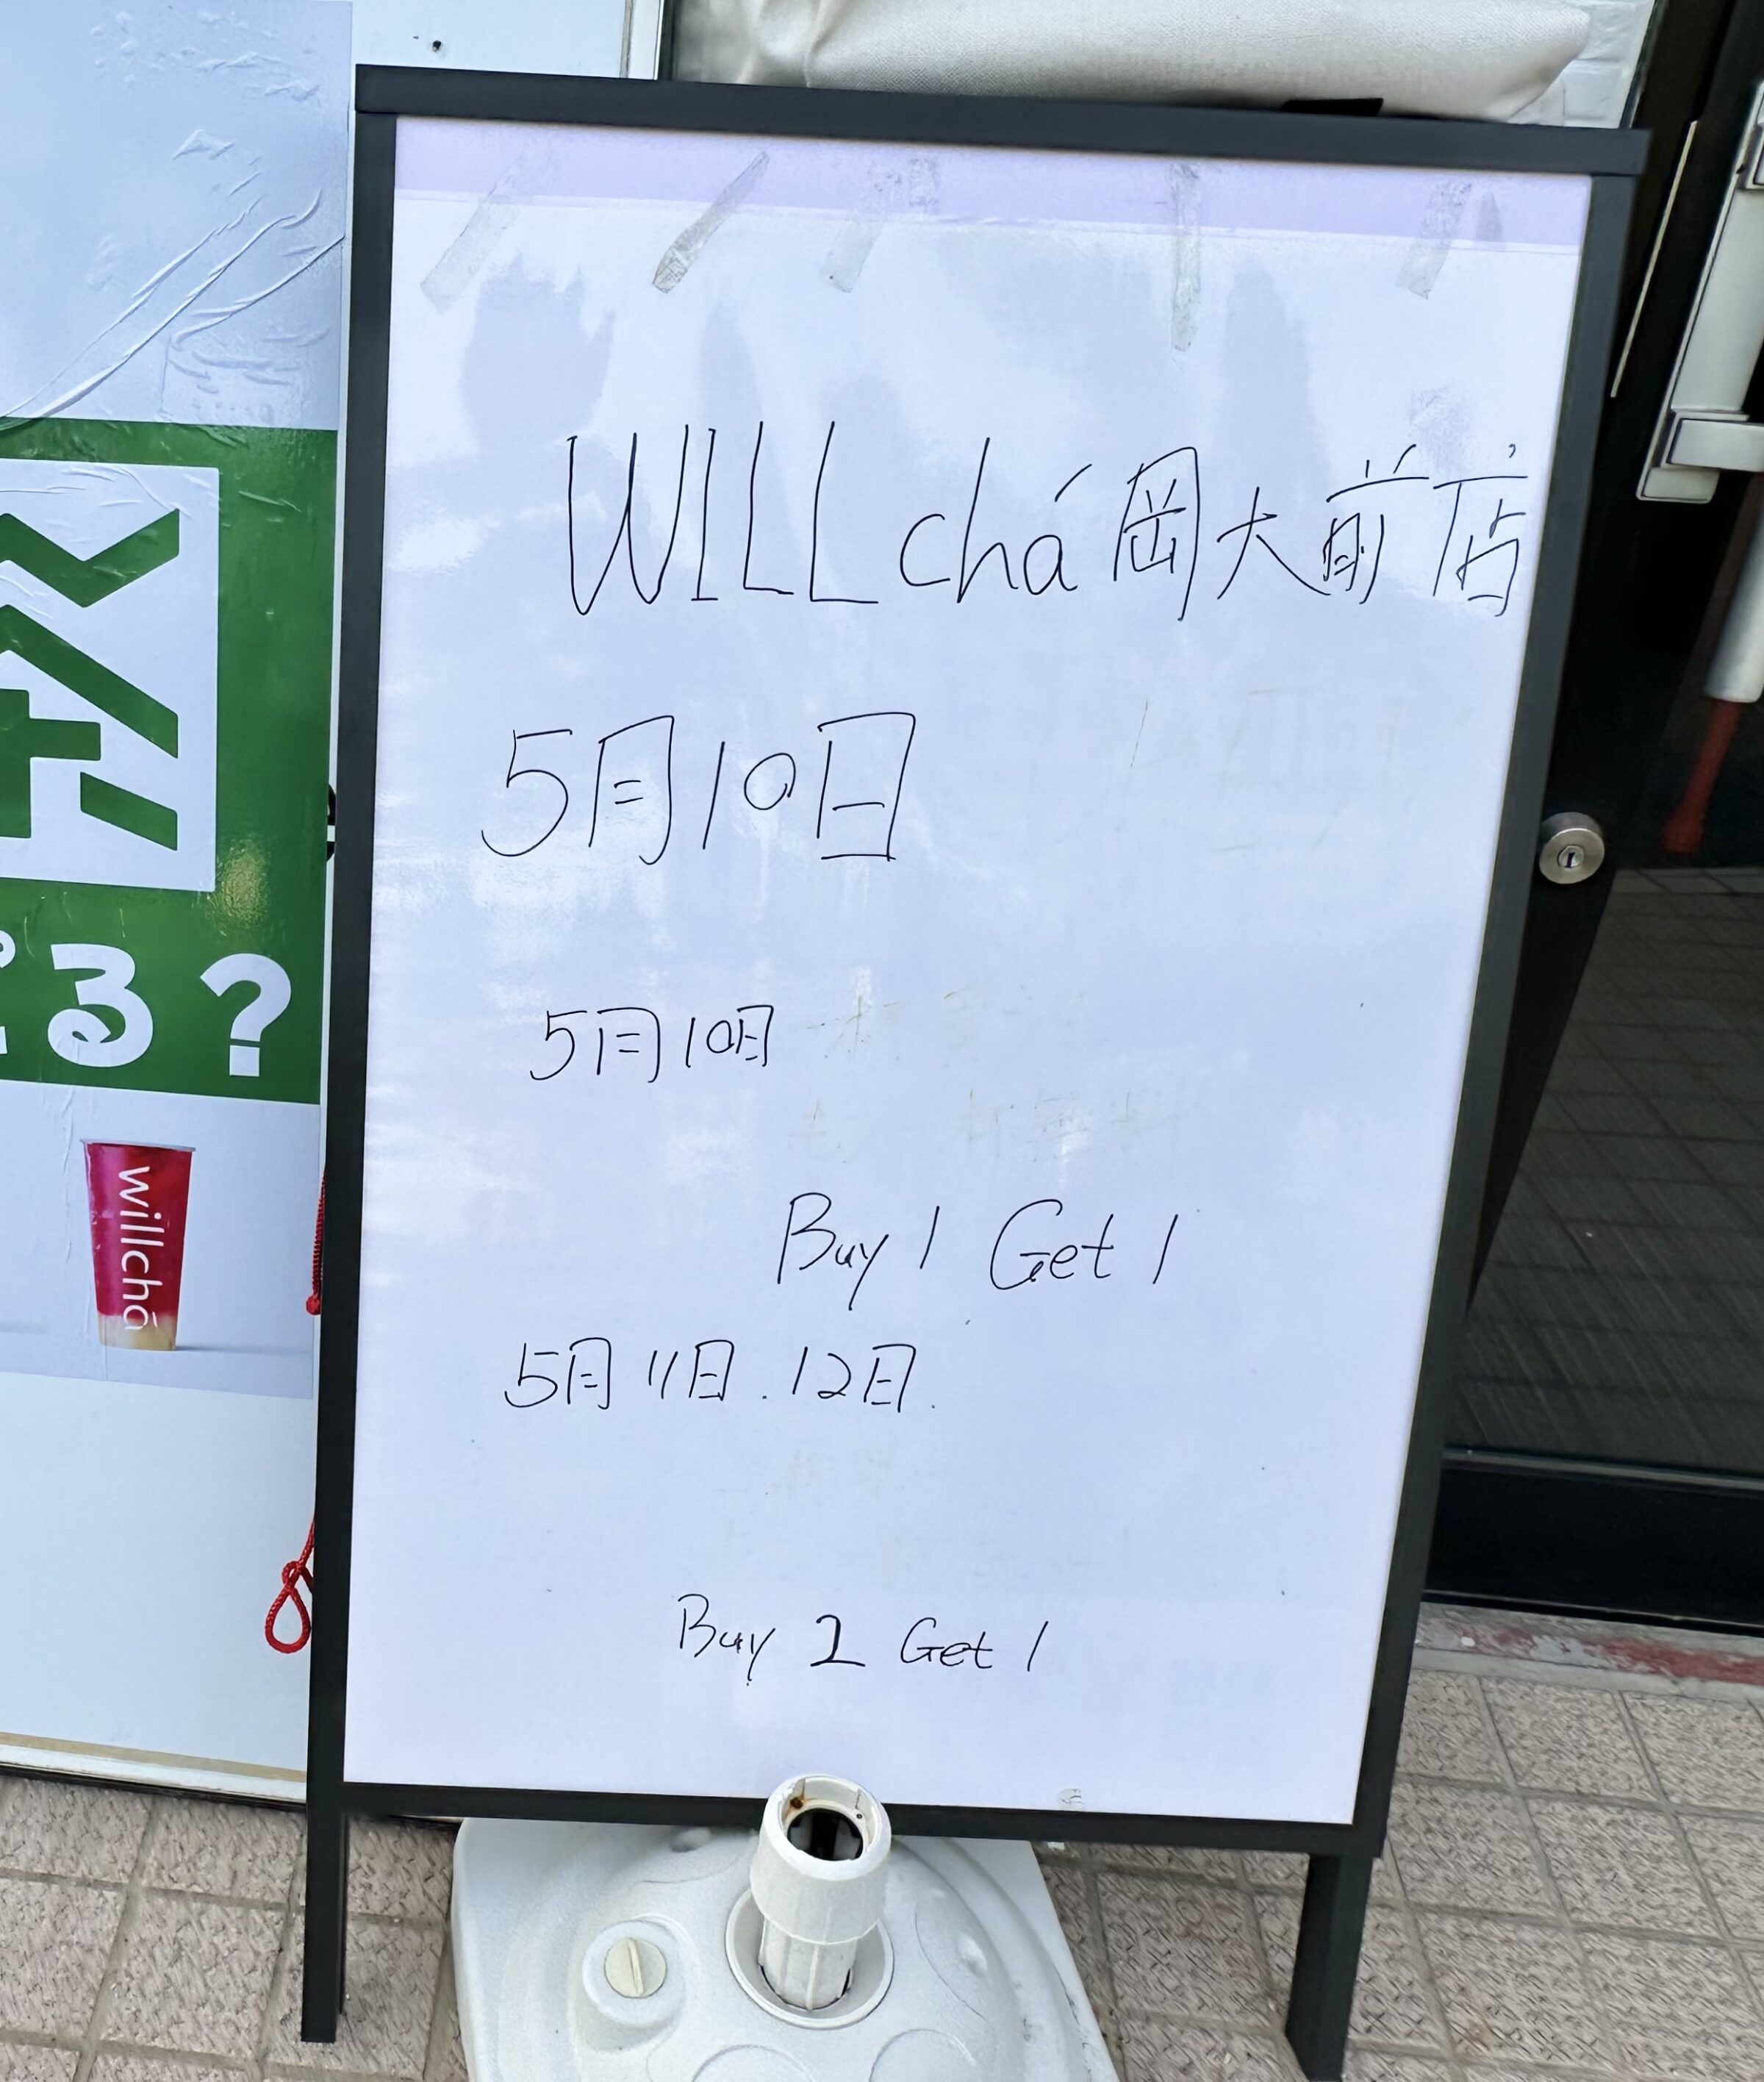 WILL chá 岡大前店
5月10日
5月10日
Buy 1 Get 1
5月11日.12日.
Buy 2 Get 1
る?
willchá